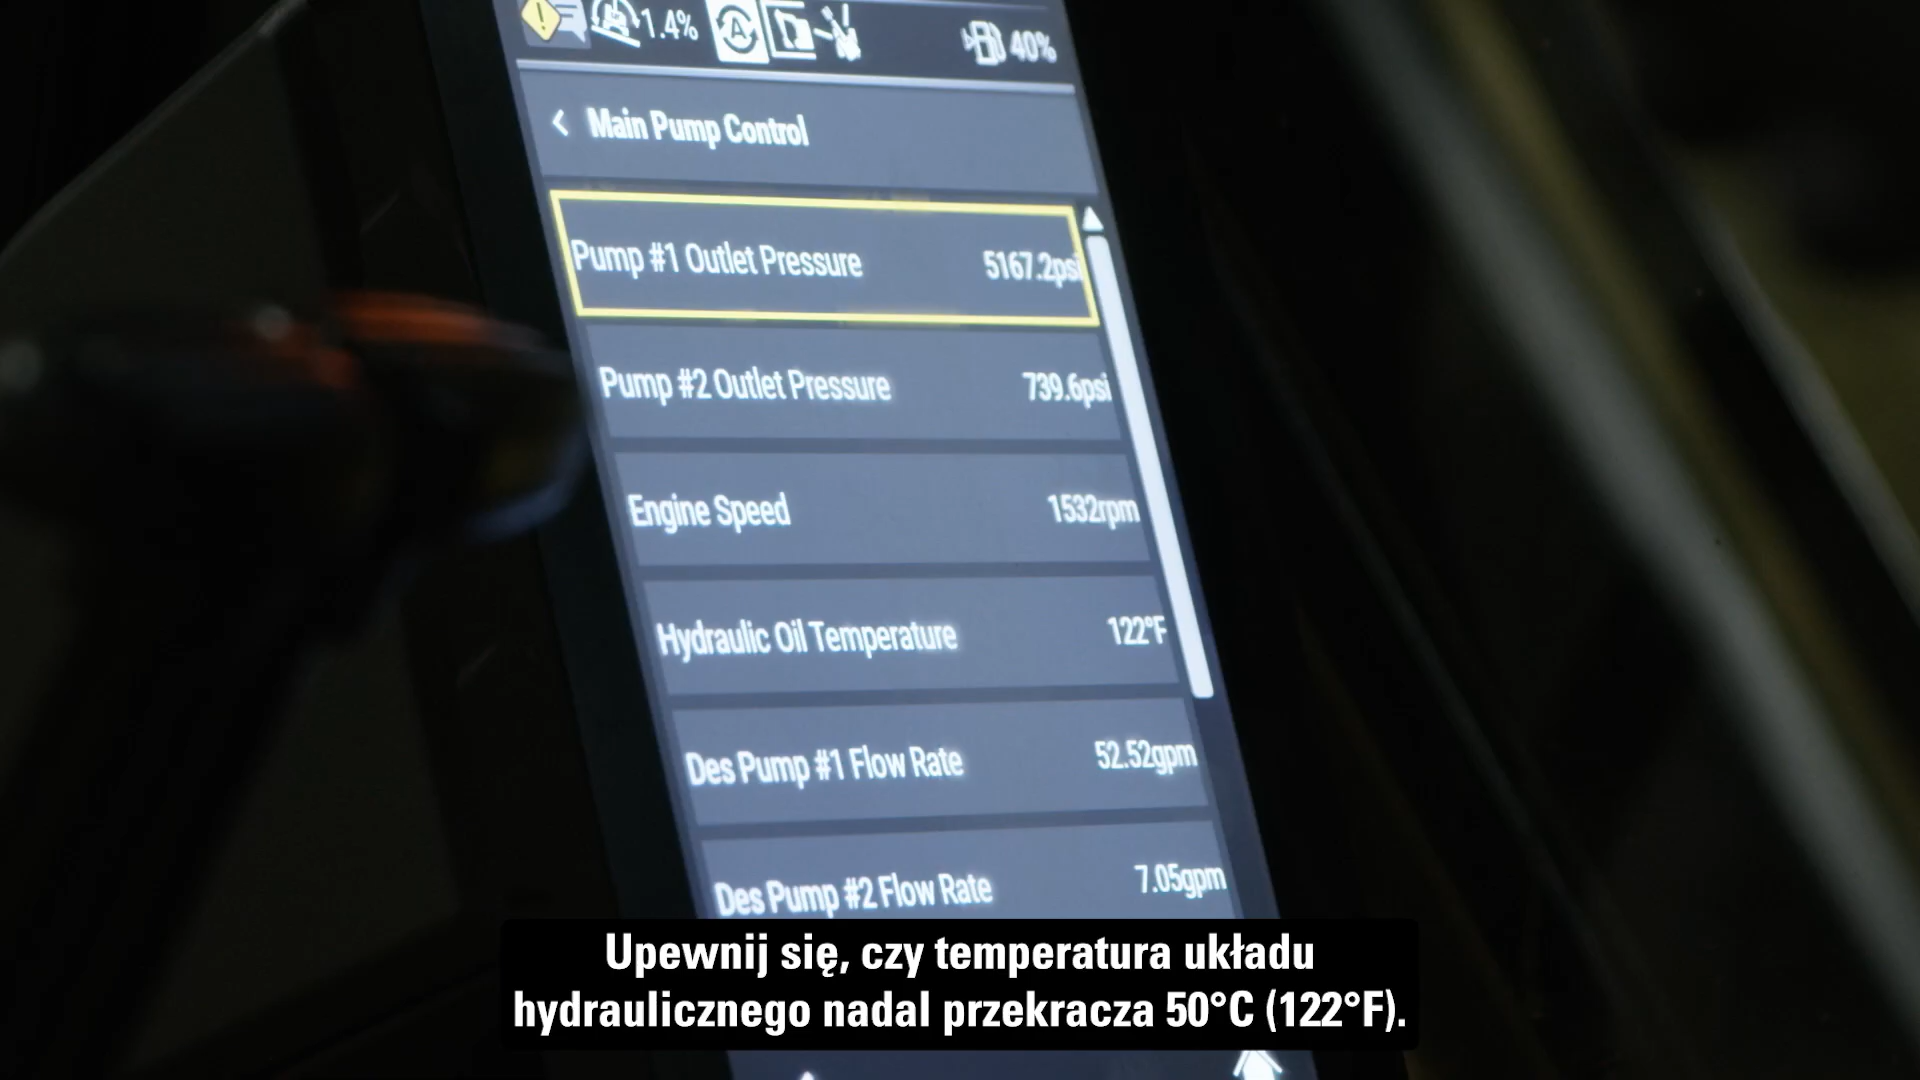 1.4%
A
40%
Main Pump Control
Pump #1 Outlet Pressure 5167.2psi
Pump #2 Outlet Pressure 739.6psi
Engine Speed 1532rpm
Hydraulic Oil Temperature 122°F
Des Pump #1 Flow Rate 52.52gpm
Des Pump #2 Flow Rate 7.05gpm
Upewnij się, czy temperatura układu
hydraulicznego nadal przekracza 50°C (122°F).